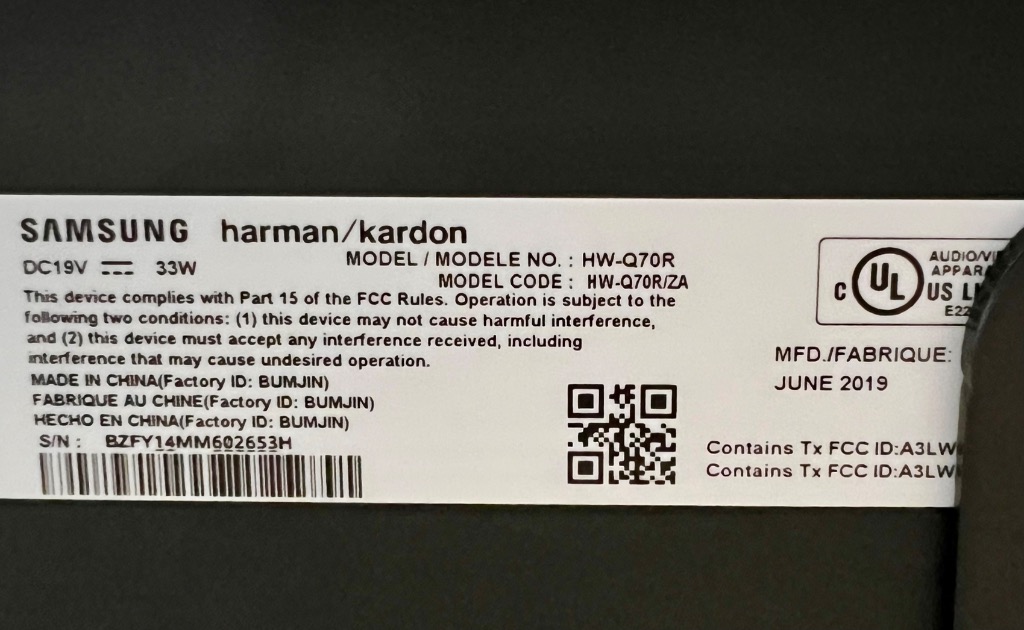 SAMSUNG harman/kardon
DC19V 33W
MODEL / MODELE NO. : HW-Q70R
MODEL CODE : HW-Q70R/ZA
This device complies with Part 15 of the FCC Rules. Operation is subject to the
following two conditions: (1) this device may not cause harmful interference,
and (2) this device must accept any interference received, including
interference that may cause undesired operation.
MADE IN CHINA(Factory ID: BUMJIN)
FABRIQUE AU CHINE(Factory ID: BUMJIN)
HECHO EN CHINA(Factory ID: BUMJIN)
S/N : BZFY14MM602653H
C UL US
AUDIO/
MFD./FABRIQUE:
JUNE 2019
Contains Tx FCC ID:A3LW
Contains Tx FCC ID:A3LW